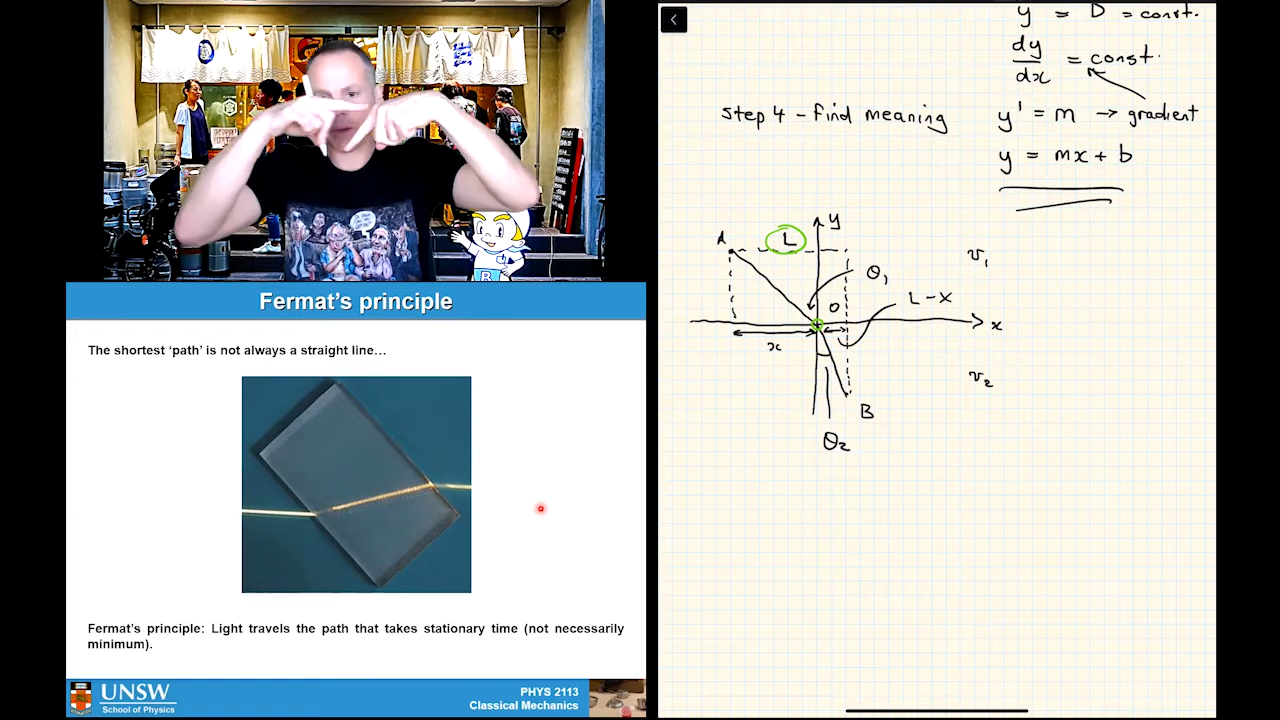 Fermat's principle
The shortest 'path' is not always a straight line...
Fermat's principle: Light travels the path that takes stationary time (not necessarily
minimum).
UNSW
School of Physics
PHYS 2113
Classical Mechanics
B
y = D = const.
dy
dx
= const.
Step 4 - find meaning
y' = m → gradient
y = mx + b
y
A
L
v₁
θ₁
O
L - x
x
x
v₂
B
θ₂